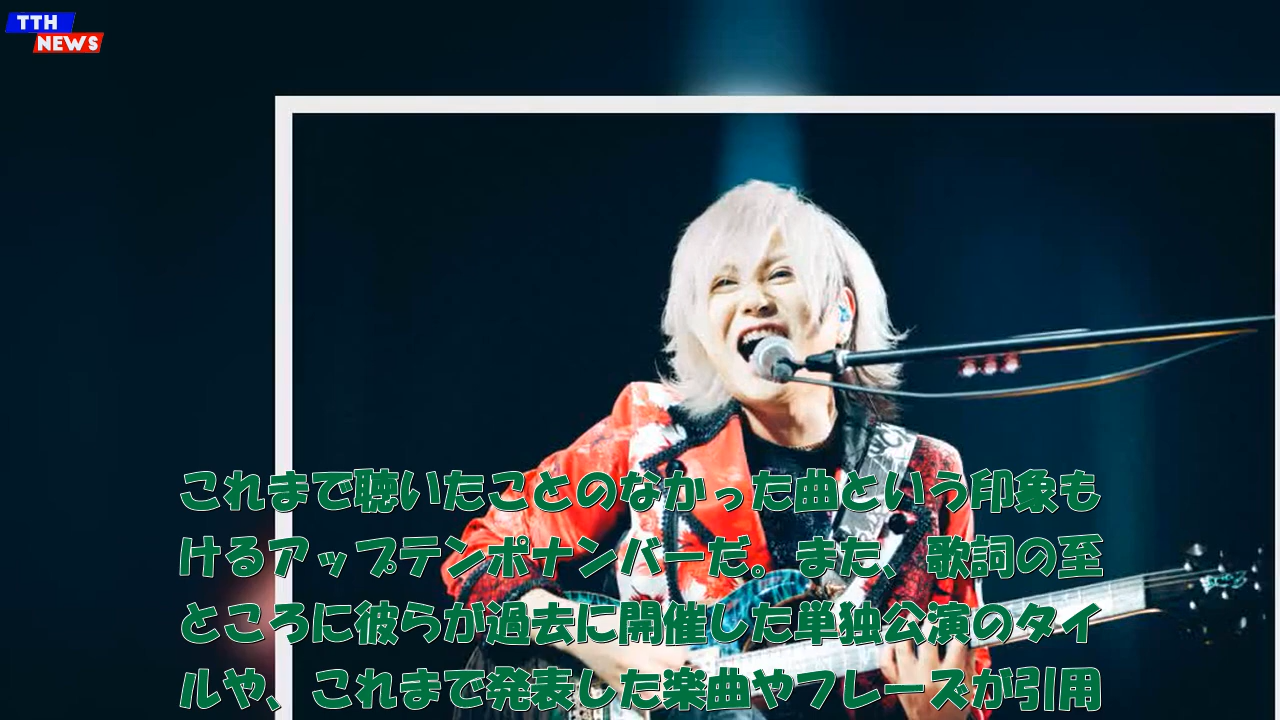 TTH
NEWS
これまで聴いたことのなかった曲という印象も
けるアップテンポナンバーだ。また、歌詞の至
ところに彼らが過去に開催した単独公演のタイ
ルや、これまで発表した楽曲やフレーズが引用